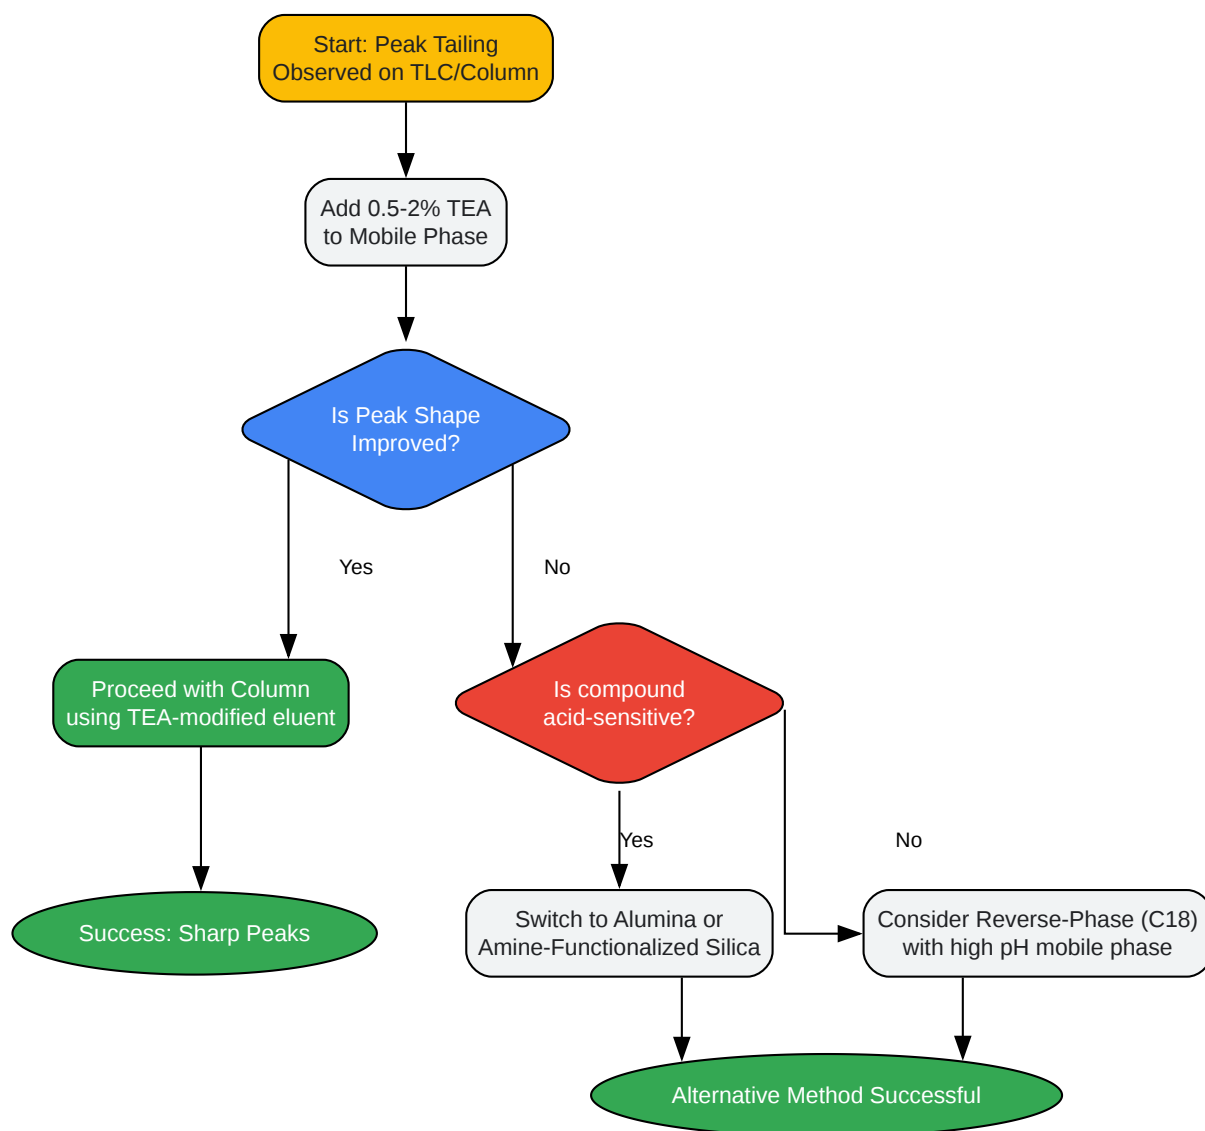 Start: Peak Tailing
Observed on TLC/Column
Add 0.5-2% TEA
to Mobile Phase
Is Peak Shape
Improved?
Yes
No
Proceed with Column
using TEA-modified eluent
Is compound
acid-sensitive?
Yes
No
Success: Sharp Peaks
Switch to Alumina or
Amine-Functionalized Silica
Consider Reverse-Phase (C18)
with high pH mobile phase
Alternative Method Successful